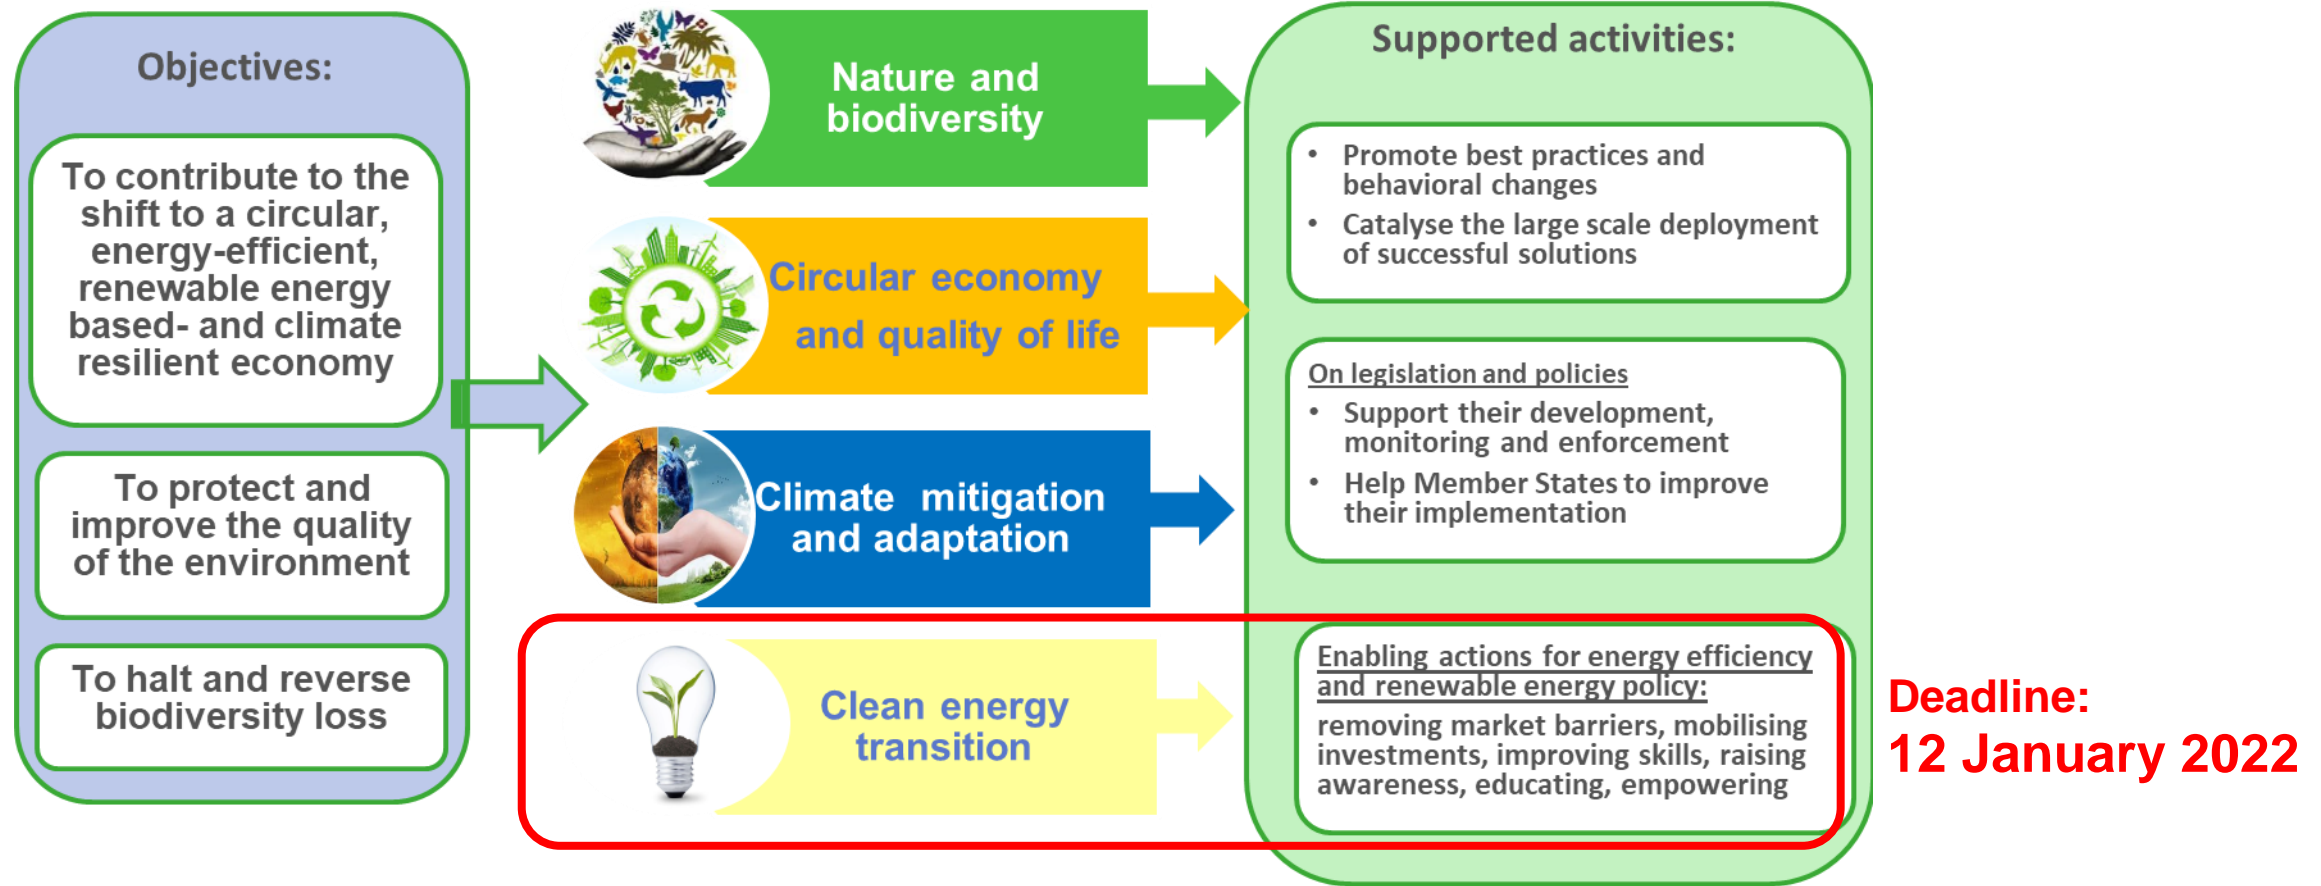 Objectives:
To contribute to the
shift to a circular,
energy-efficient,
renewable energy
based- and climate
resilient economy
To protect and
improve the quality
of the environment
To halt and reverse
biodiversity loss
Nature and
biodiversity
Circular economy
and quality of life
Climate mitigation
and adaptation
Clean energy
transition
Supported activities:
• Promote best practices and
behavioral changes
• Catalyse the large scale deployment
of successful solutions
On legislation and policies
• Support their development,
monitoring and enforcement
• Help Member States to improve
their implementation
Enabling actions for energy efficiency
and renewable energy policy:
removing market barriers, mobilising
investments, improving skills, raising
awareness, educating, empowering
Deadline:
12 January 2022